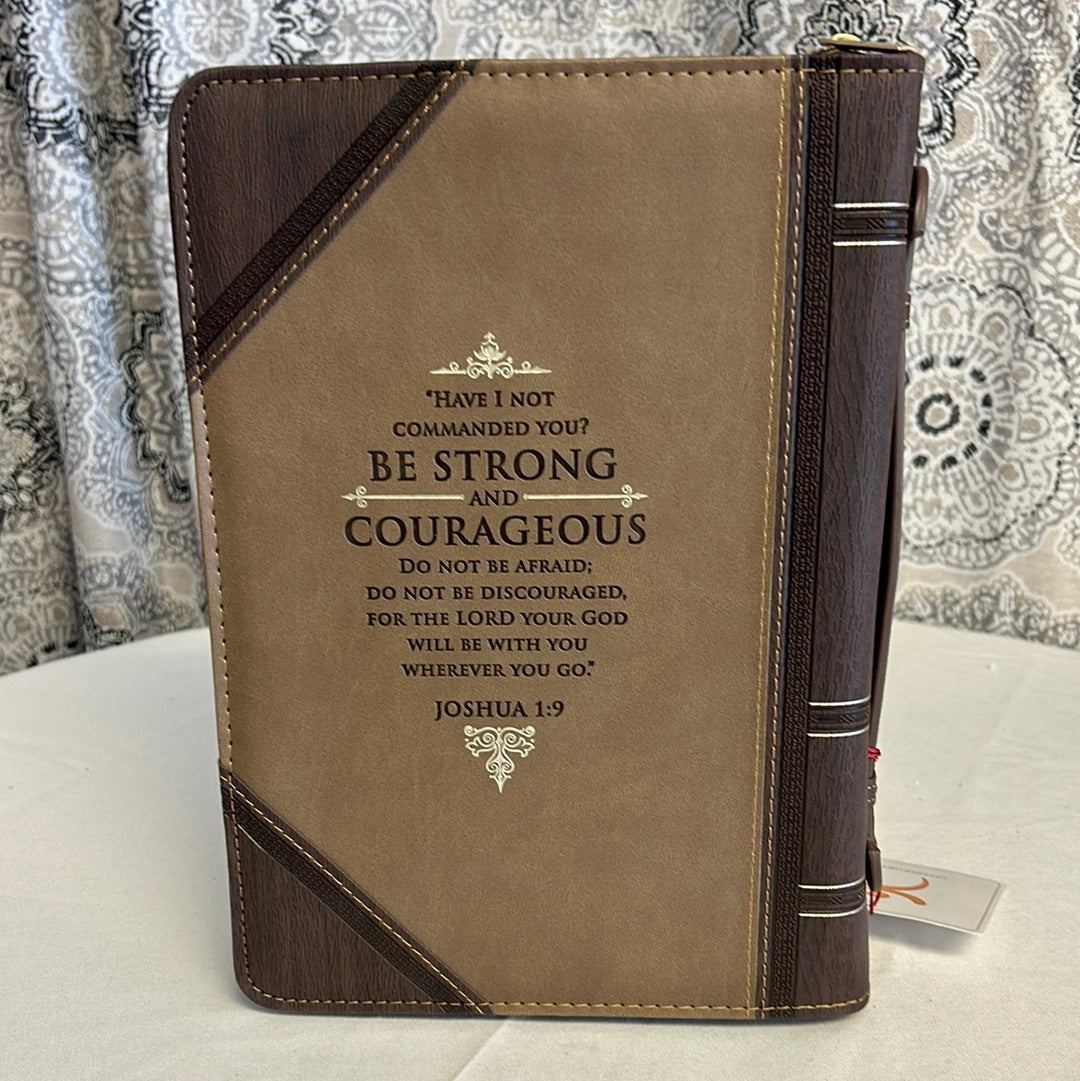 “HAVE I NOT
COMMANDED YOU?
BE STRONG
AND
COURAGEOUS
DO NOT BE AFRAID;
DO NOT BE DISCOURAGED,
FOR THE LORD YOUR GOD
WILL BE WITH YOU
WHEREVER YOU GO.”
JOSHUA 1:9